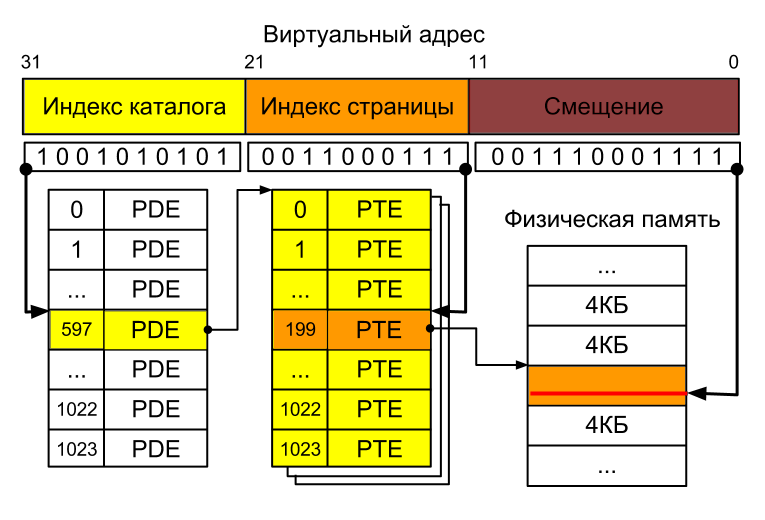 Виртуальный адрес
31 21 11 0
Индекс каталога Индекс страницы Смещение
1 0 0 1 0 1 0 1 0 1 0 0 1 1 0 0 0 1 1 1 0 0 1 1 1 0 0 0 1 1 1 1
0 PDE
1 PDE
... PDE
597 PDE
... PDE
1022 PDE
1023 PDE
0 PTE
1 PTE
... PTE
199 PTE
... PTE
1022 PTE
1023 PTE
Физическая память
...
4КБ
4КБ
4КБ
...